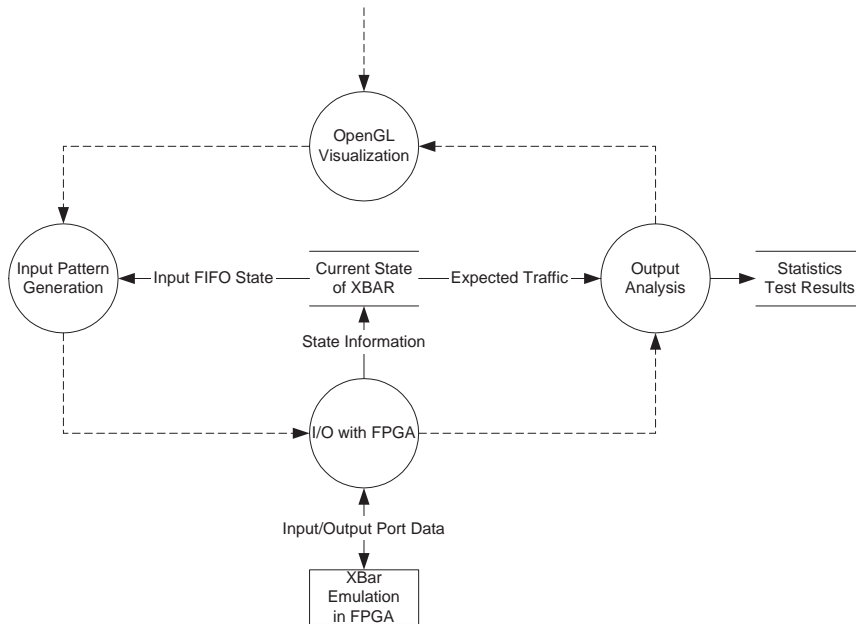 OpenGL
Visualization
Input Pattern
Generation
Input FIFO State
Current State
of XBAR
Expected Traffic
Output
Analysis
Statistics
Test Results
State Information
I/O with FPGA
Input/Output Port Data
XBar
Emulation
in FPGA